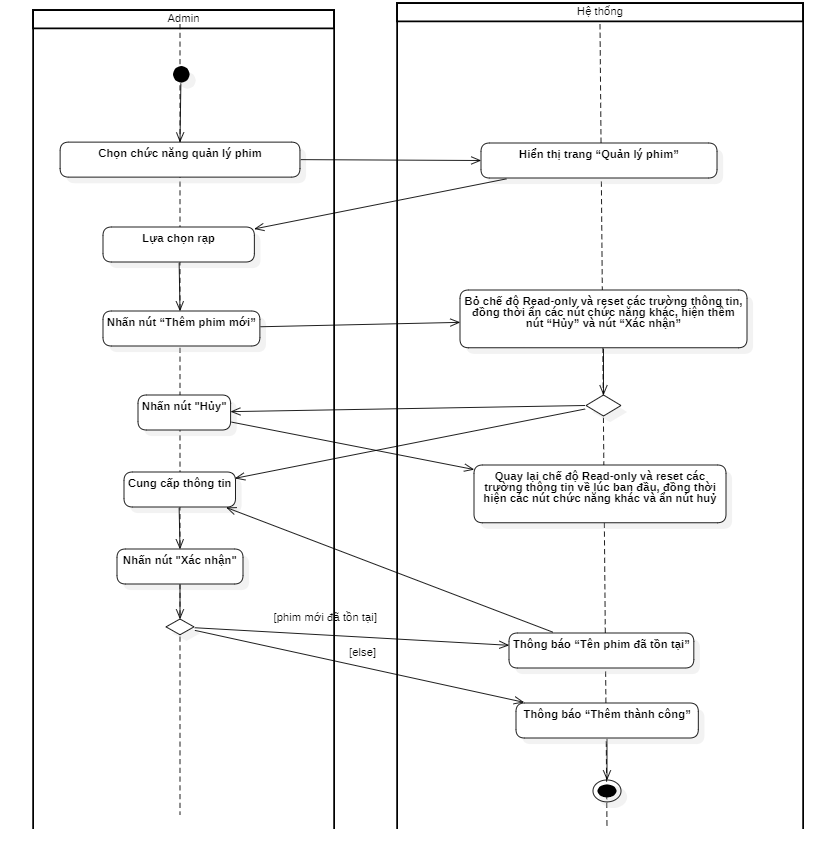 Admin
Hệ thống
Chọn chức năng quản lý phim
Hiển thị trang “Quản lý phim”
Lựa chọn rạp
Nhấn nút “Thêm phim mới”
Bỏ chế độ Read-only và reset các trường thông tin,
đồng thời ẩn các nút chức năng khác, hiện thêm
nút “Hủy” và nút “Xác nhận”
Nhấn nút "Hủy"
Cung cấp thông tin
Quay lại chế độ Read-only và reset các
trường thông tin về lúc ban đầu, đồng thời
hiện các nút chức năng khác và ẩn nút huỷ
Nhấn nút "Xác nhận"
[phim mới đã tồn tại]
Thông báo “Tên phim đã tồn tại”
[else]
Thông báo “Thêm thành công”